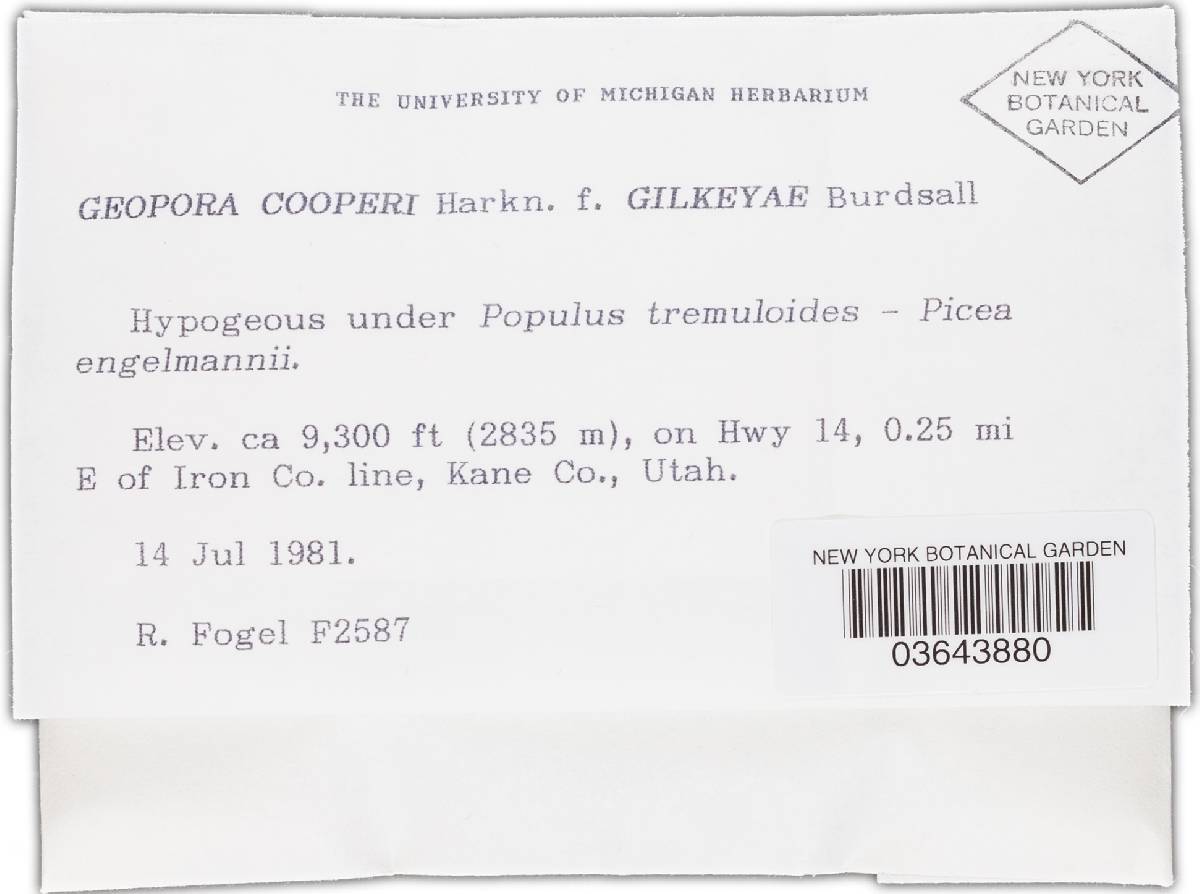 NEW YORK
BOTANICAL
GARDEN
THE UNIVERSITY OF MICHIGAN HERBARIUM
GEOPORA COOPERI Harkn. f. GILKEYAE Burdsall
Hypogeous under Populus tremuloides - Picea
engelmannii.
Elev. ca 9,300 ft (2835 m), on Hwy 14, 0.25 mi
E of Iron Co. line, Kane Co., Utah.
14 Jul 1981.
R. Fogel F2587
NEW YORK BOTANICAL GARDEN
03643880